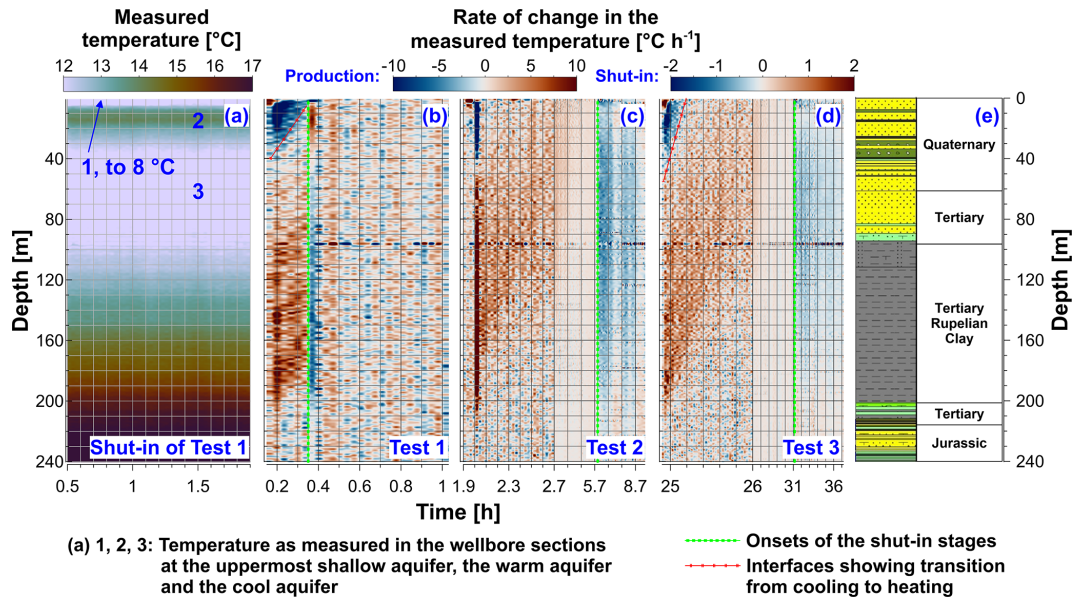 Measured
temperature [°C]
12 13 14 15 16 17
Rate of change in the
measured temperature [°C h-1]
Production: -10 -5 0 5 10
Shut-in: -2 -1 0 1 2
(a)
2
1, to 8 °C
3
Shut-in of Test 1
(b)
Test 1
(c)
Test 2
(d)
Test 3
(e)
Quaternary
Tertiary
Tertiary
Rupelian
Clay
Tertiary
Jurassic
Depth [m]
40
80
120
160
200
240
Depth [m]
0
40
80
120
160
200
240
0.5 1 1.5
0.2 0.4 0.6 0.8 1
1.9 2.3 2.7 5.7 8.7
25 26 31 36
Time [h]
(a) 1, 2, 3: Temperature as measured in the wellbore sections
at the uppermost shallow aquifer, the warm aquifer
and the cool aquifer
Onsets of the shut-in stages
Interfaces showing transition
from cooling to heating